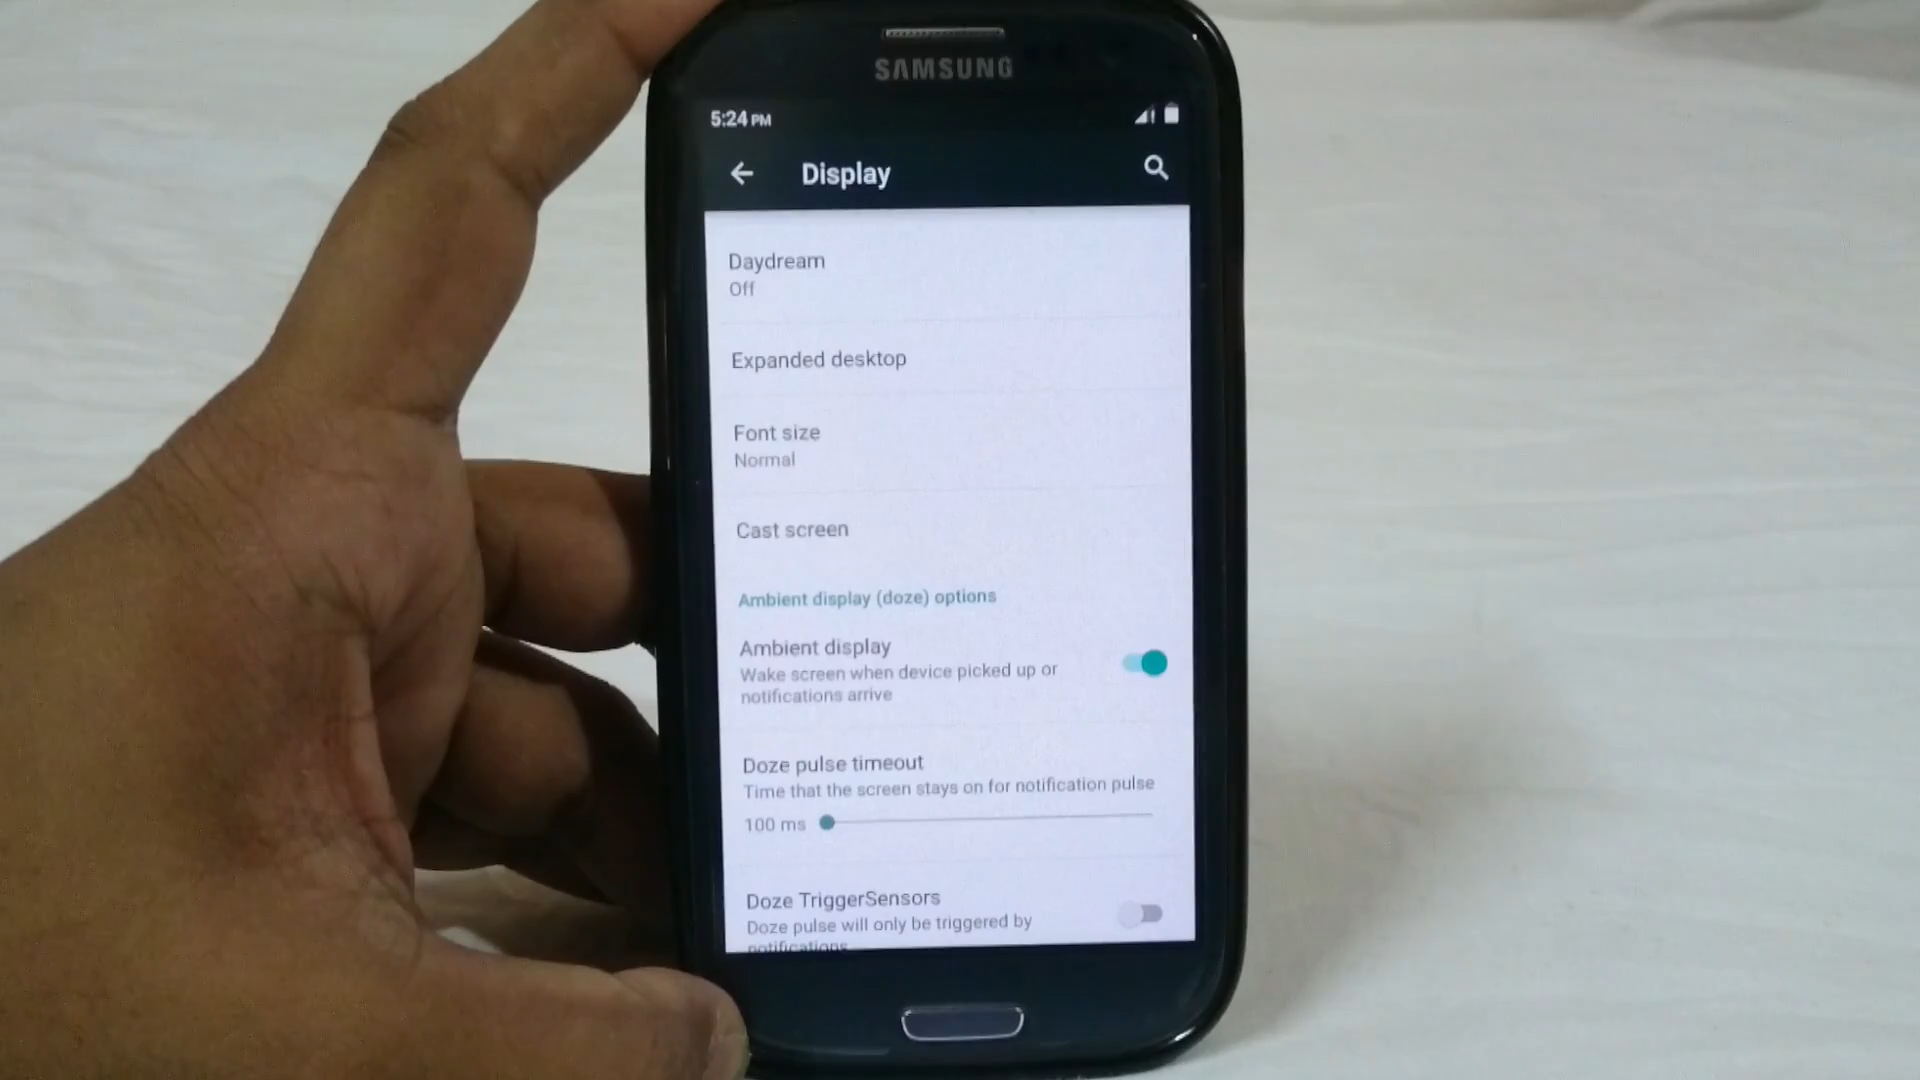 SAMSUNG
5:24 PM
Display
Daydream
Off
Expanded desktop
Font size
Normal
Cast screen
Ambient display (doze) options
Ambient display
Wake screen when device picked up or
notifications arrive
Doze pulse timeout
Time that the screen stays on for notification pulse
100 ms
Doze TriggerSensors
Doze pulse will only be triggered by
notifications